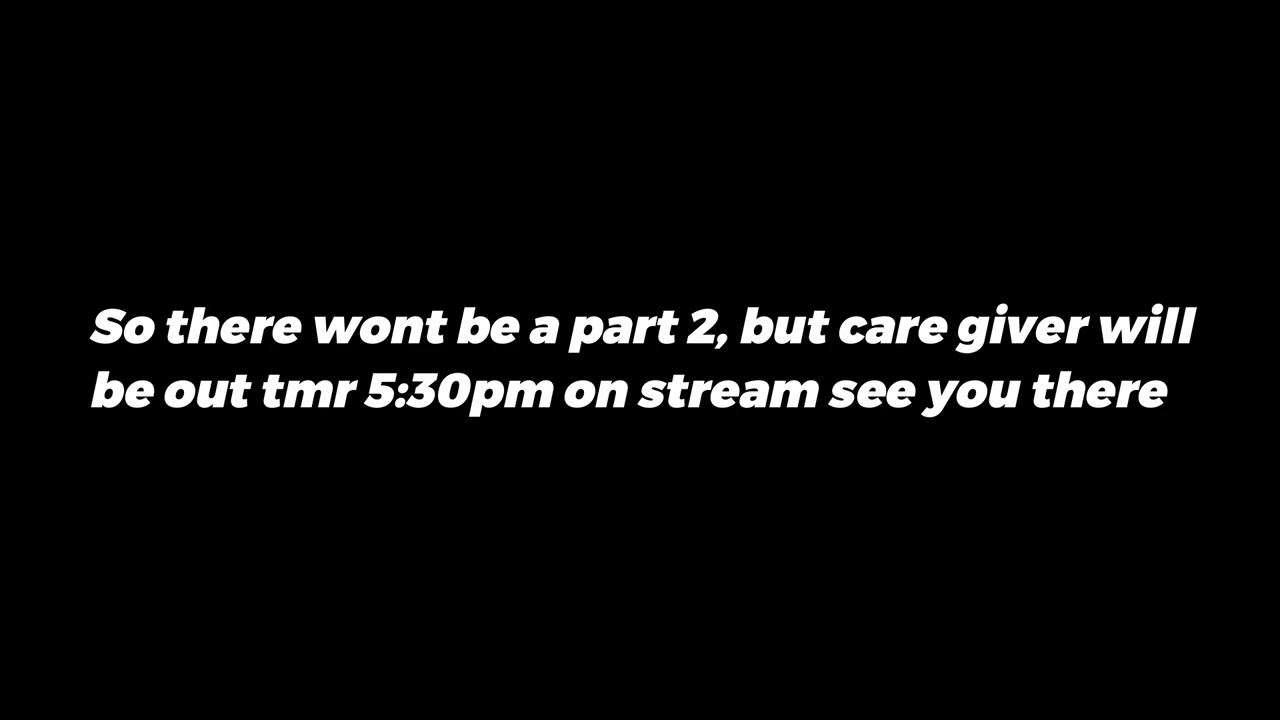 So there wont be a part 2, but care giver will
be out tmr 5:30pm on stream see you there